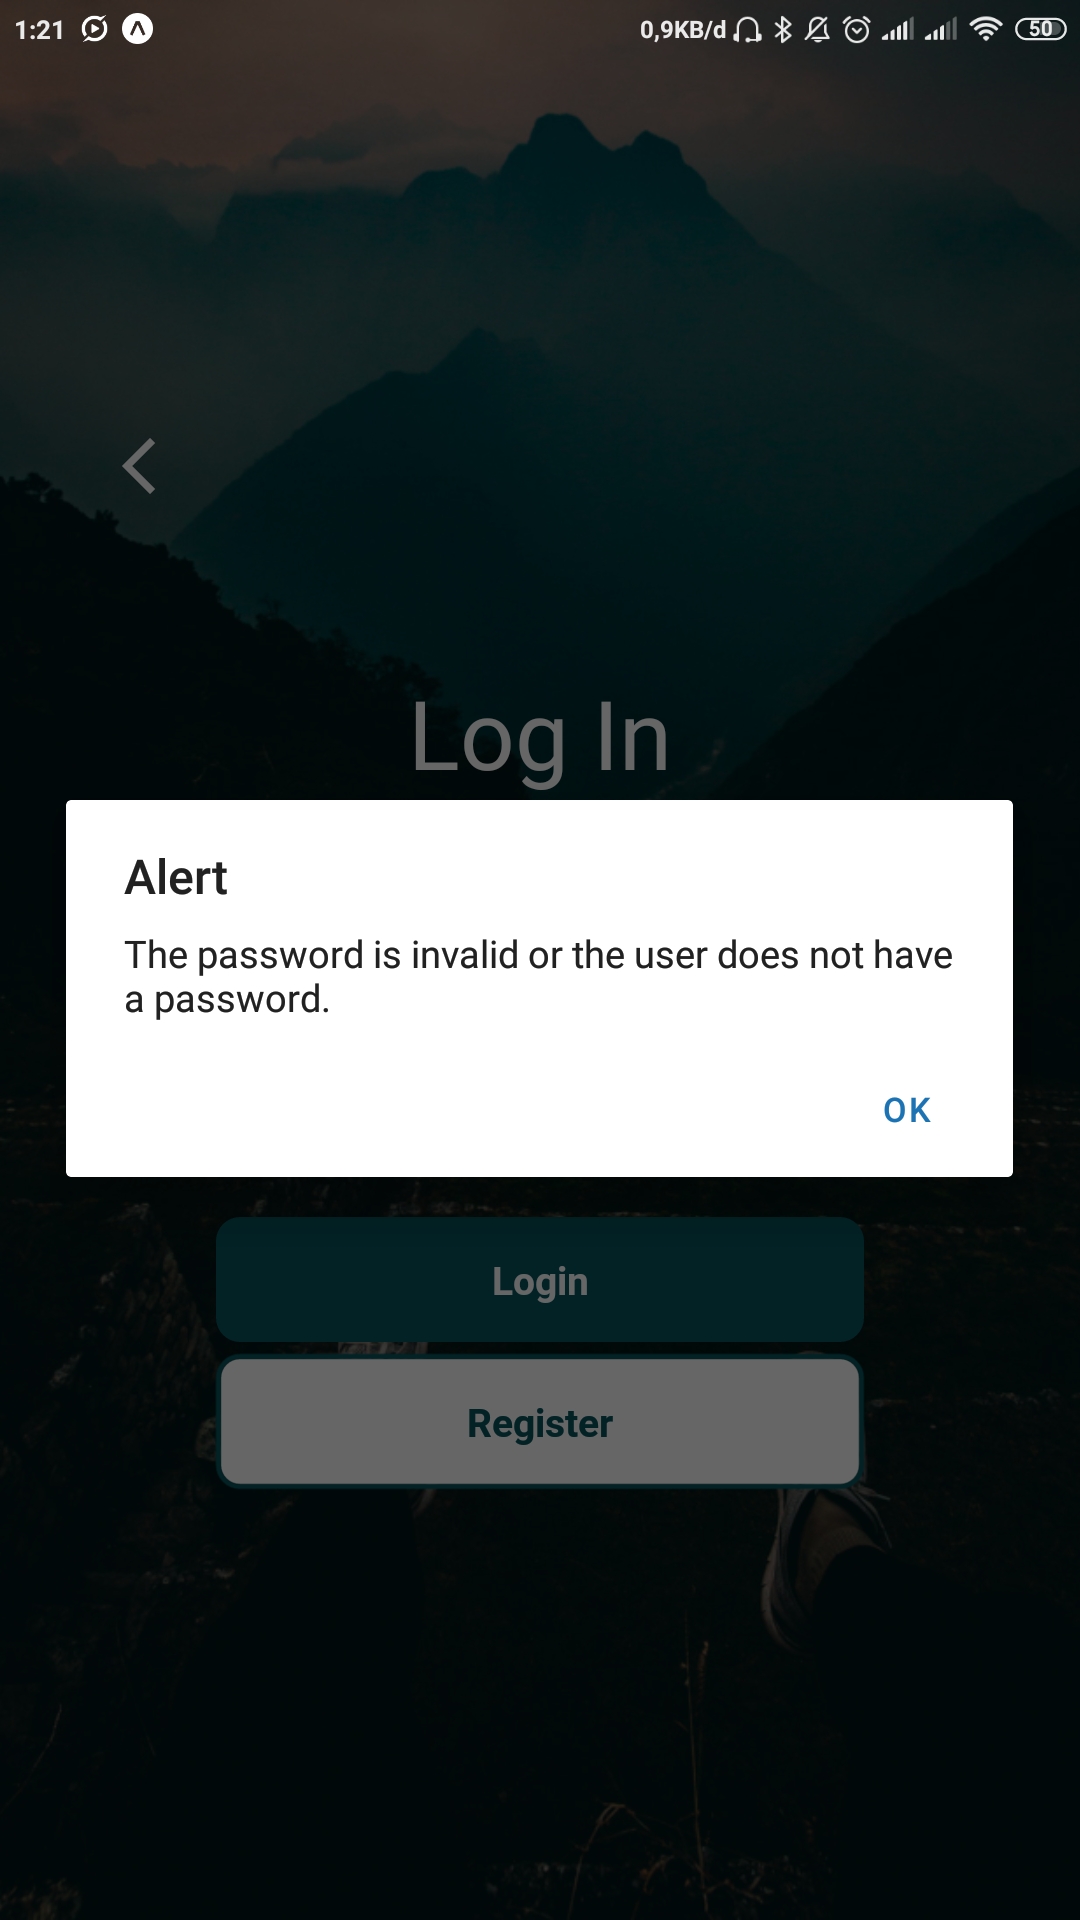 1:21
0,9KB/d
50
Log In
Alert
The password is invalid or the user does not have
a password.
OK
Login
Register